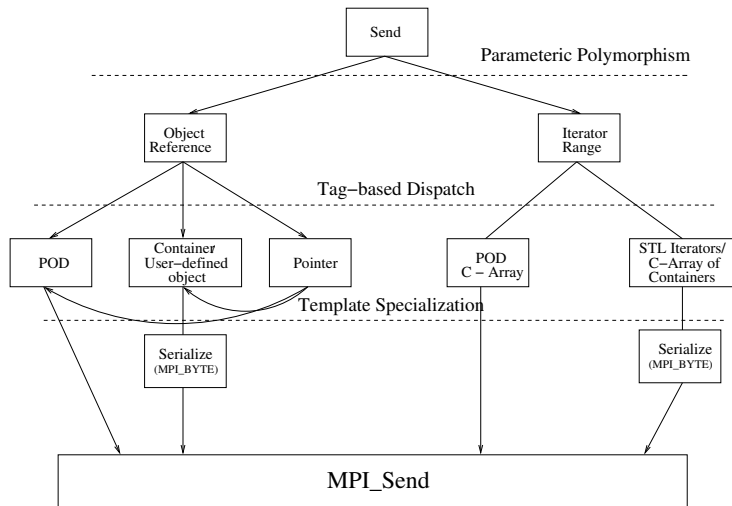 Send
Parameteric Polymorphism
Object
Reference
Iterator
Range
Tag−based Dispatch
POD
Container/
User−defined
object
Pointer
POD
C − Array
STL Iterators/
C−Array of
Containers
Template Specialization
Serialize
(MPI_BYTE)
Serialize
(MPI_BYTE)
MPI_Send